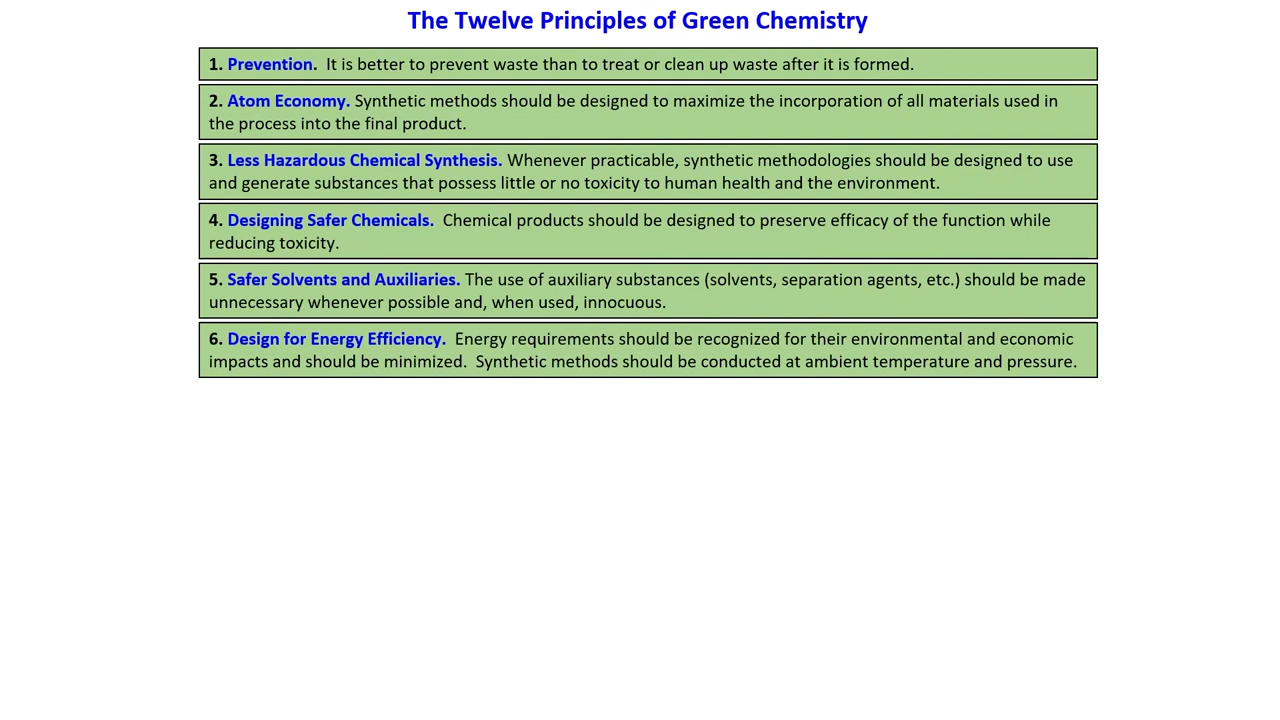 The Twelve Principles of Green Chemistry
1. Prevention.  It is better to prevent waste than to treat or clean up waste after it is formed.
2. Atom Economy. Synthetic methods should be designed to maximize the incorporation of all materials used in
the process into the final product.
3. Less Hazardous Chemical Synthesis. Whenever practicable, synthetic methodologies should be designed to use
and generate substances that possess little or no toxicity to human health and the environment.
4. Designing Safer Chemicals.  Chemical products should be designed to preserve efficacy of the function while
reducing toxicity.
5. Safer Solvents and Auxiliaries. The use of auxiliary substances (solvents, separation agents, etc.) should be made
unnecessary whenever possible and, when used, innocuous.
6. Design for Energy Efficiency.  Energy requirements should be recognized for their environmental and economic
impacts and should be minimized.  Synthetic methods should be conducted at ambient temperature and pressure.